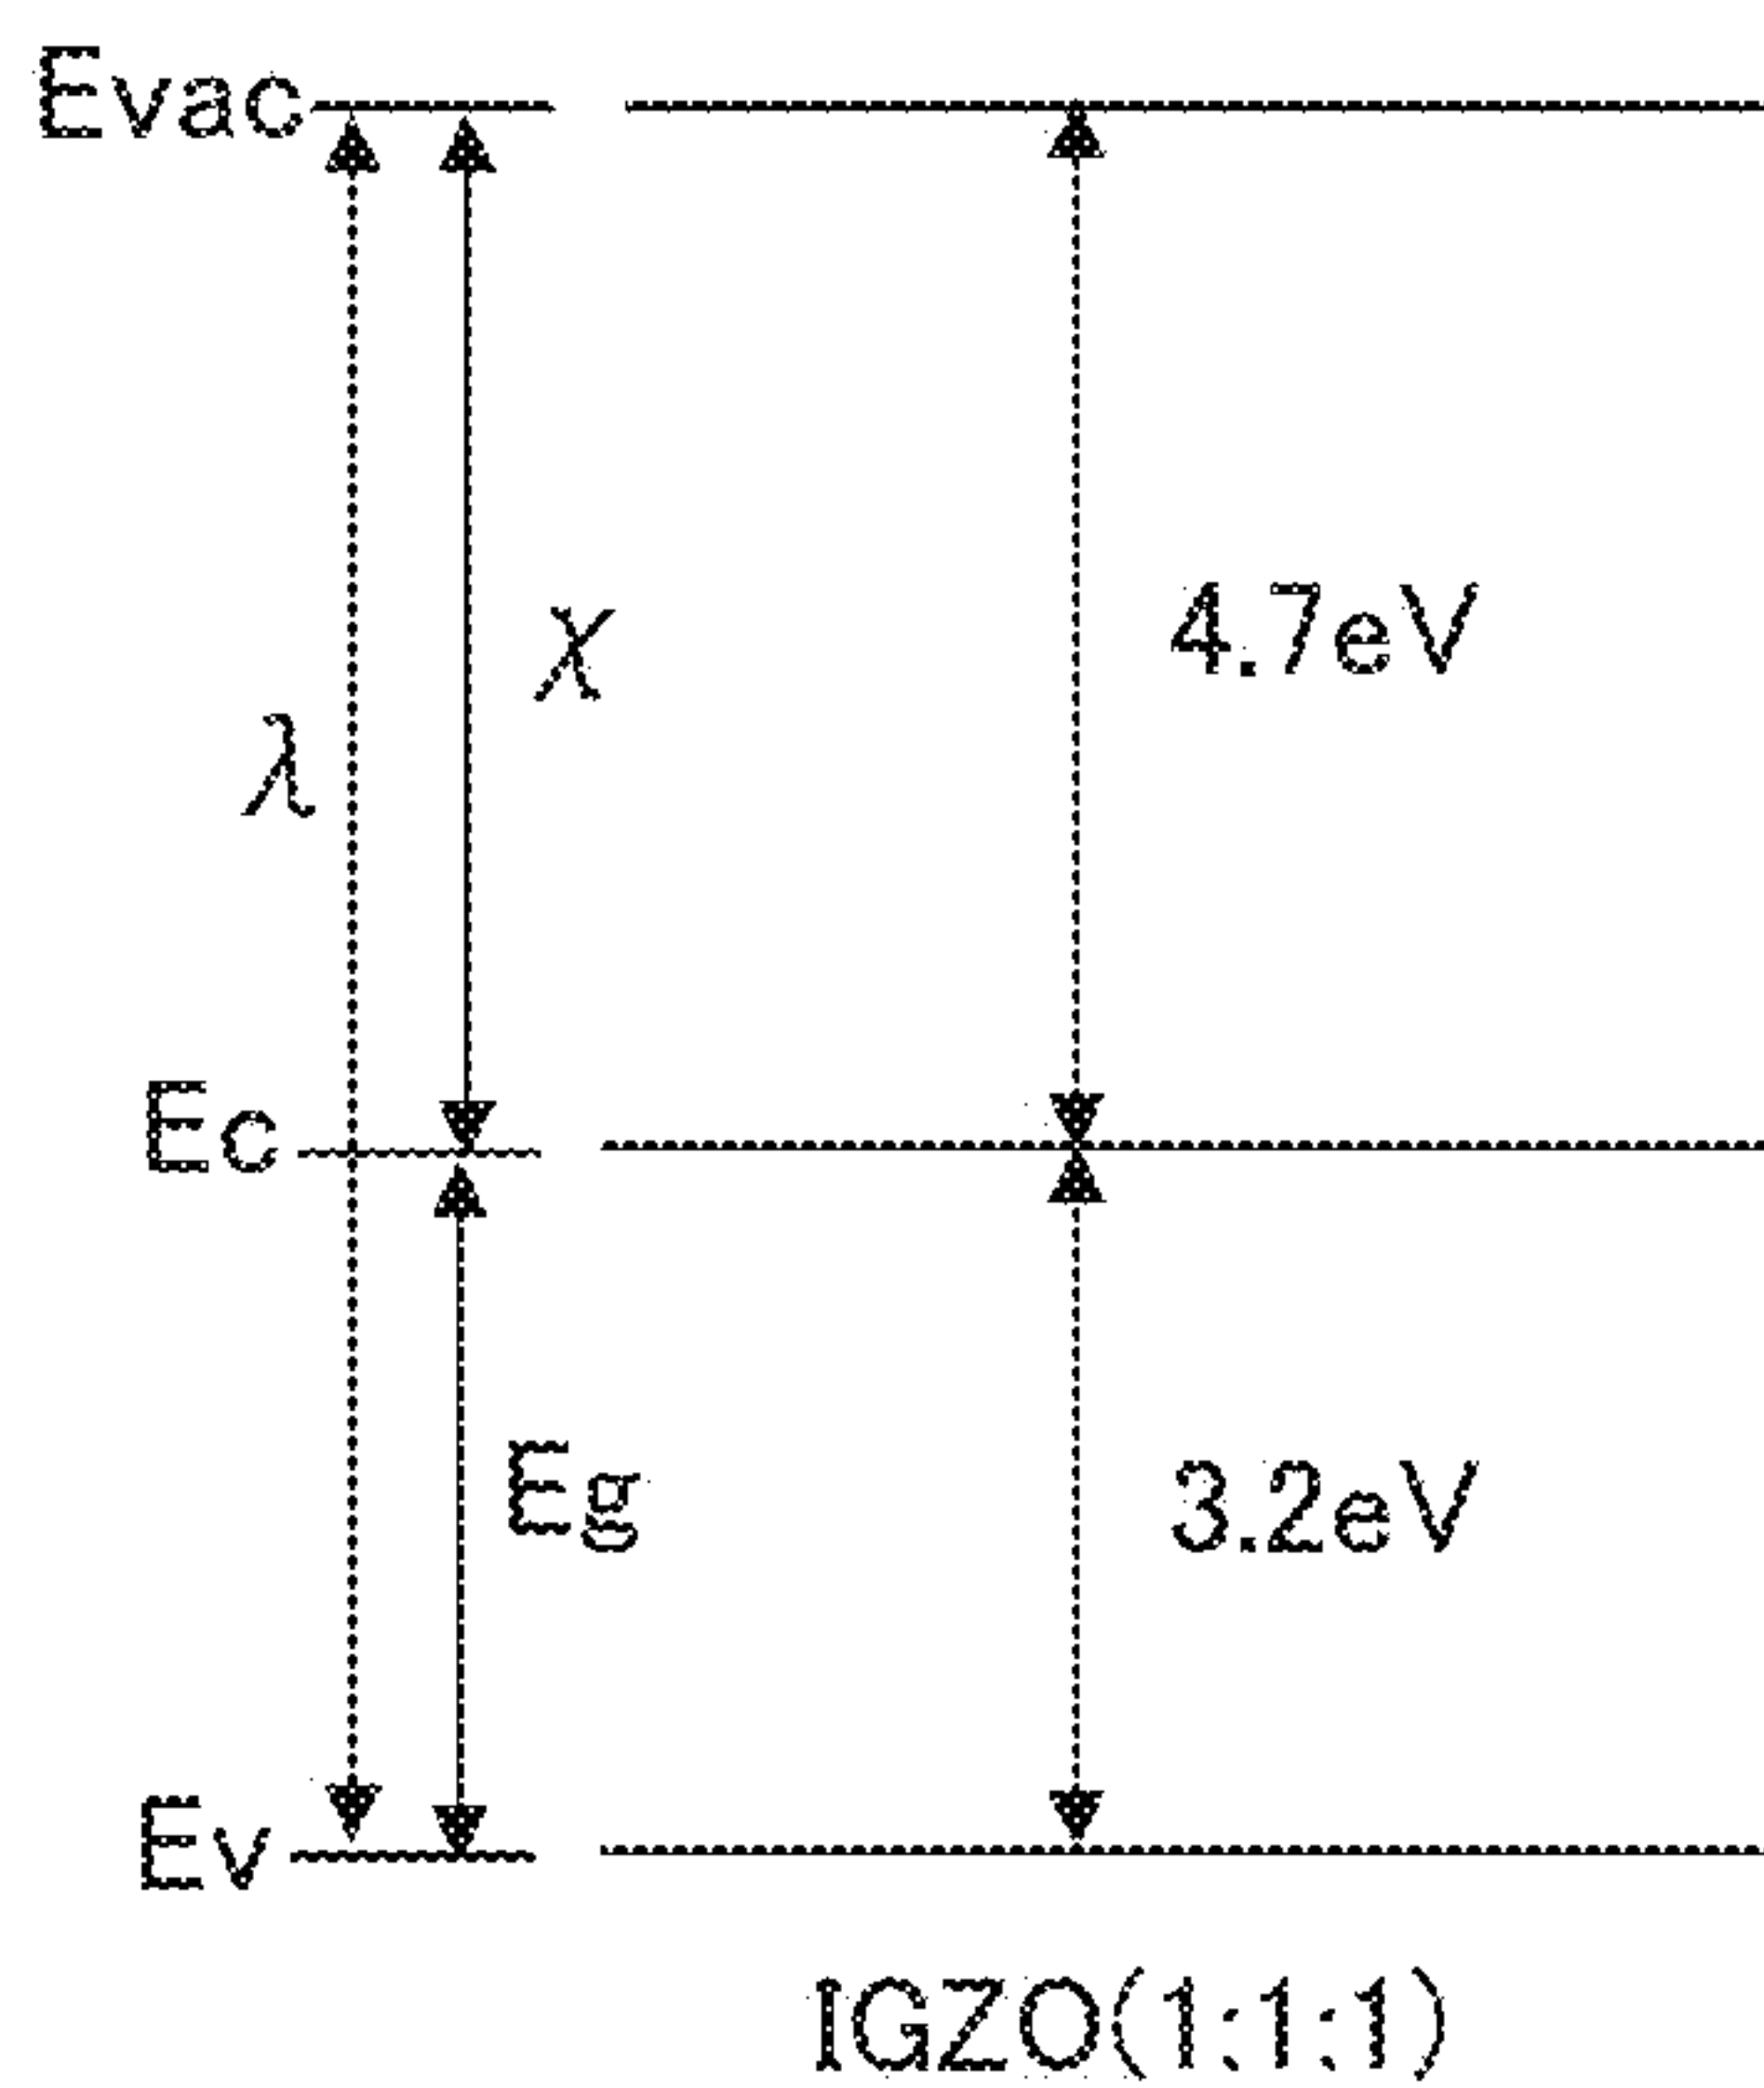 Evac
χ
4.7eV
λ
Ec
Eg
3.2eV
Ev
IGZO(1:1:1)